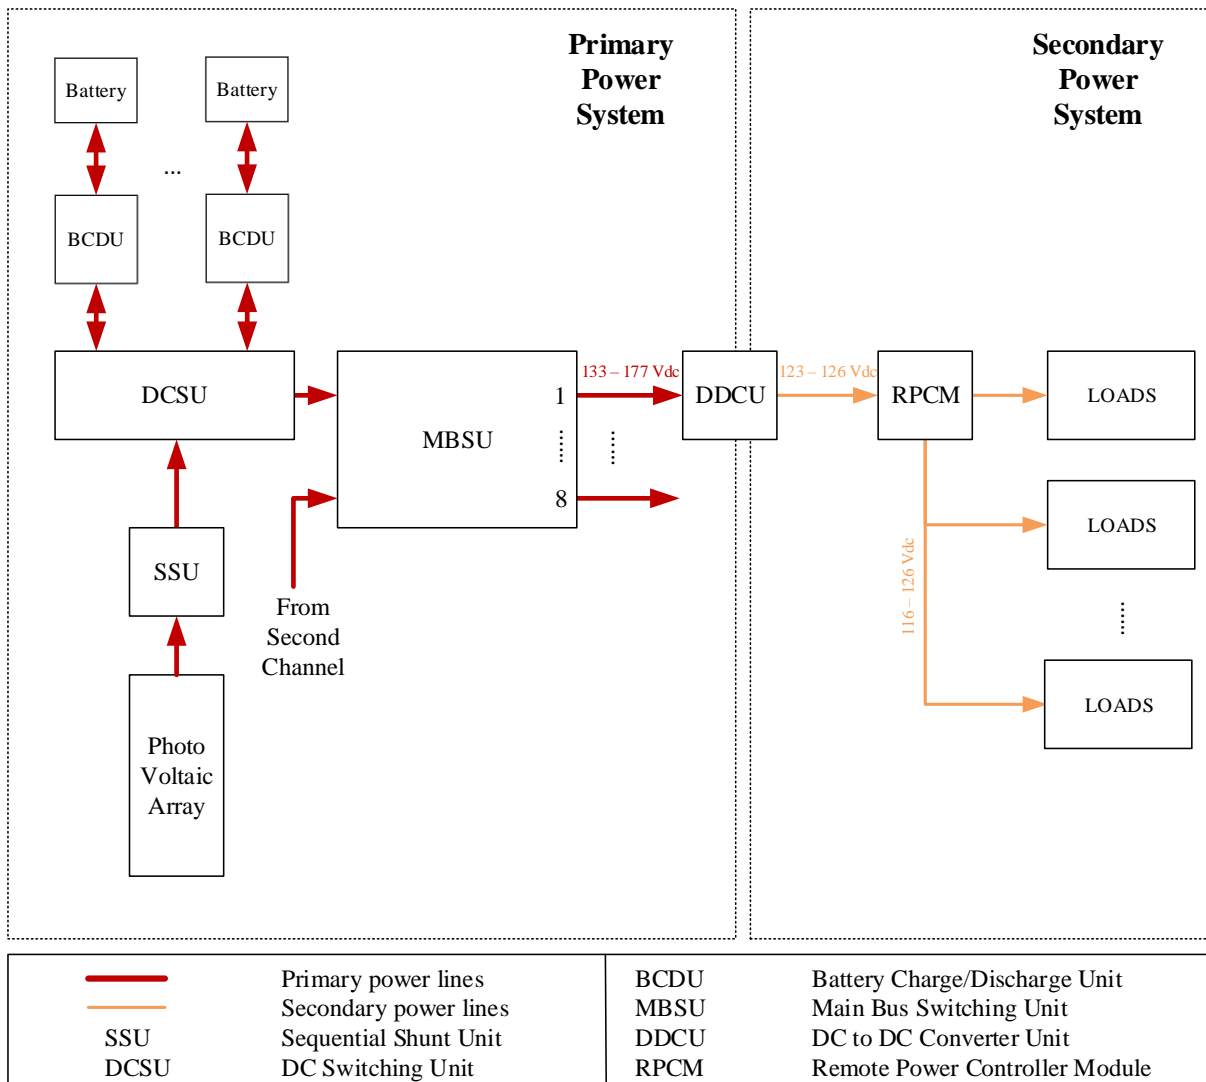 Primary
Power
System
Secondary
Power
System
Battery
Battery
...
BCDU
BCDU
DCSU
MBSU
1
8
133 – 177 Vdc
DDCU
123 – 126 Vdc
RPCM
LOADS
LOADS
LOADS
116 – 126 Vdc
SSU
From
Second
Channel
Photo
Voltaic
Array
Primary power lines
Secondary power lines
SSU Sequential Shunt Unit
DCSU DC Switching Unit
BCDU Battery Charge/Discharge Unit
MBSU Main Bus Switching Unit
DDCU DC to DC Converter Unit
RPCM Remote Power Controller Module